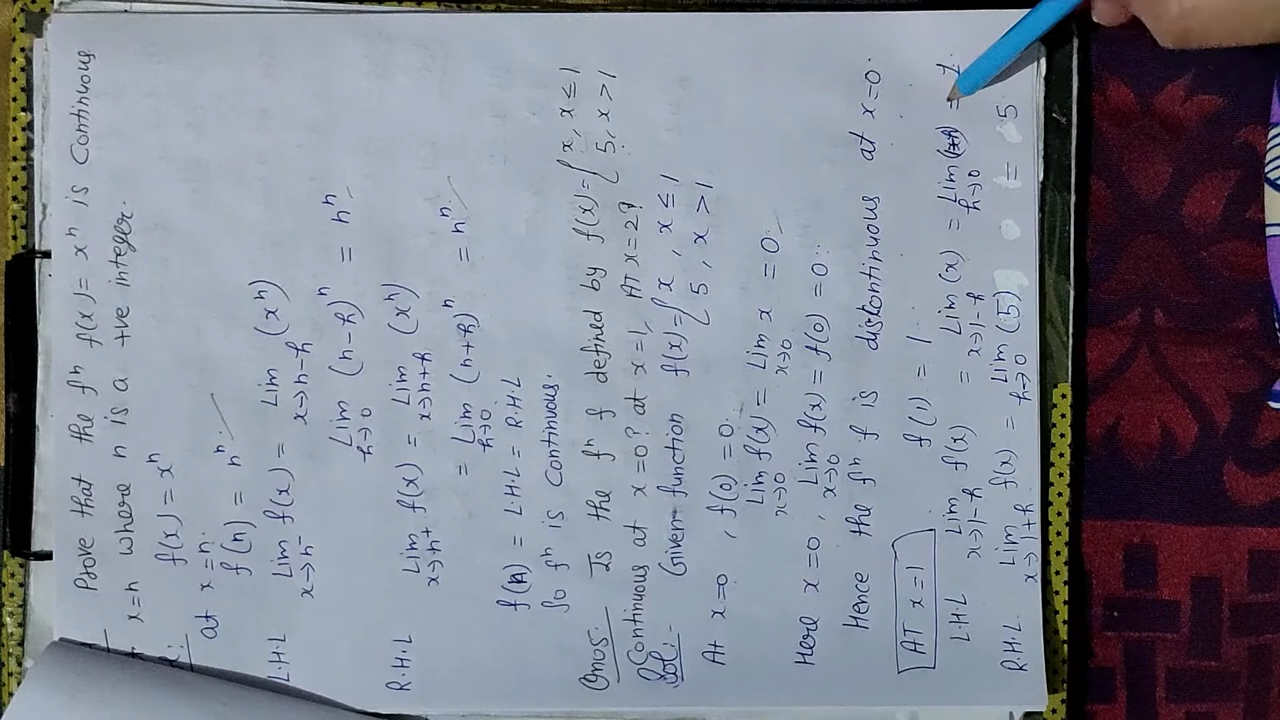 Prove that the fⁿ f(x) = xⁿ is Continuous
x=n where n is a +ve integer.
f(x) = xⁿ
at x=n.
f(n) = nⁿ
L.H.L Lim x→n⁻ f(x) = Lim x→n-h (xⁿ)
Lim h→0 (n-h)ⁿ = nⁿ
R.H.L Lim x→n⁺ f(x) = Lim x→n+h (xⁿ)
= Lim h→0 (n+h)ⁿ = nⁿ
f(n) = L.H.L = R.H.L
So fⁿ is continuous.
Is the fⁿ f defined by f(x) = { x, x ≤ 1
5, x > 1
Continuous at x=0? at x=1, AT x=2?
Sol:- Given function f(x) = { x, x ≤ 1
5, x > 1
At x=0, f(0) = 0.
Lim x→0 f(x) = Lim x→0 x = 0
Here x=0, Lim x→0 f(x) = f(0) = 0.
Hence the fⁿ f is discontinuous at x=0.
AT x=1 f(1) = 1.
L.H.L Lim x→1-h f(x) = Lim x→1-h (x) = Lim h→0 = 1.
R.H.L. Lim x→1+h f(x) = Lim h→0 (5) = 5